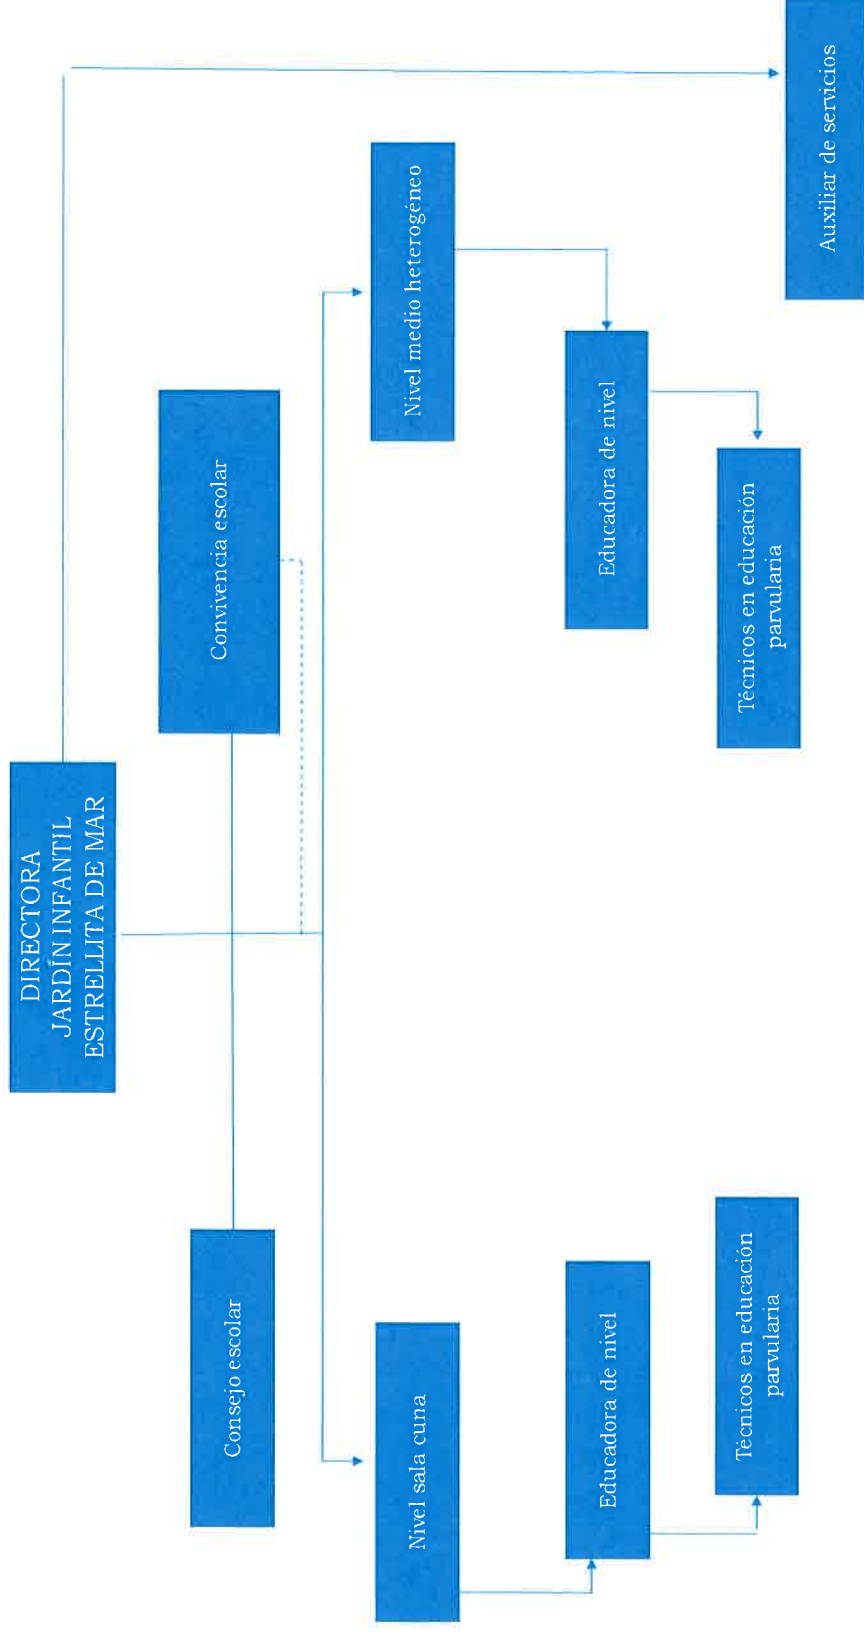 DIRECTORA
JARDÍN INFANTIL
ESTRELLITA DE MAR
Consejo escolar
Convivencia escolar
Nivel sala cuna
Nivel medio heterogéneo
Educadora de nivel
Educadora de nivel
Técnicos en educación
parvularia
Técnicos en educación
parvularia
Auxiliar de servicios